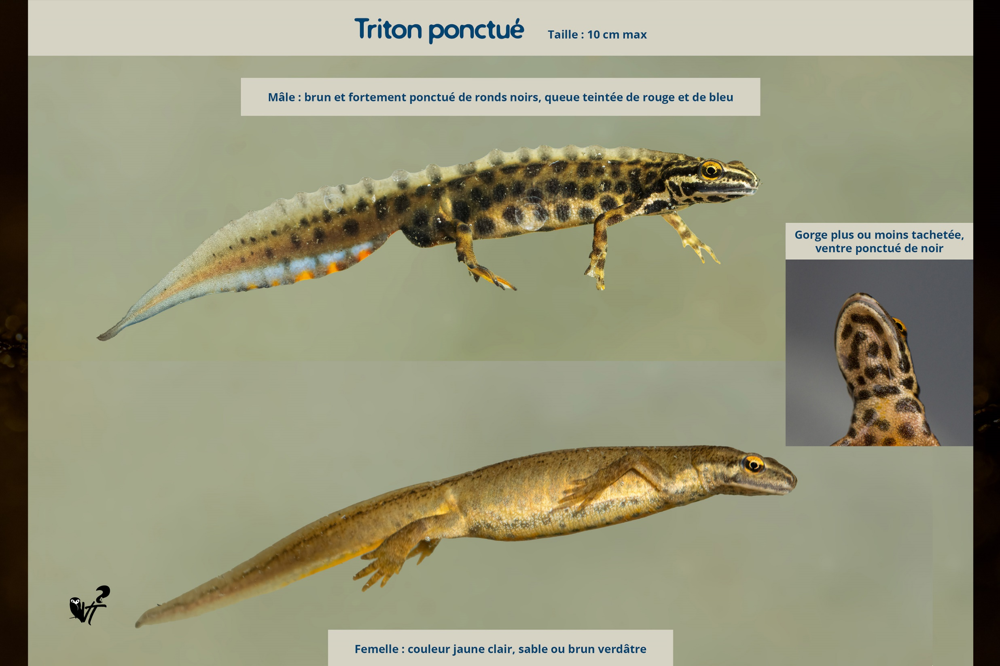 Triton ponctué
Taille : 10 cm max
Mâle : brun et fortement ponctué de ronds noirs, queue teintée de rouge et de bleu
Gorge plus ou moins tachetée,
ventre ponctué de noir
Femelle : couleur jaune clair, sable ou brun verdâtre